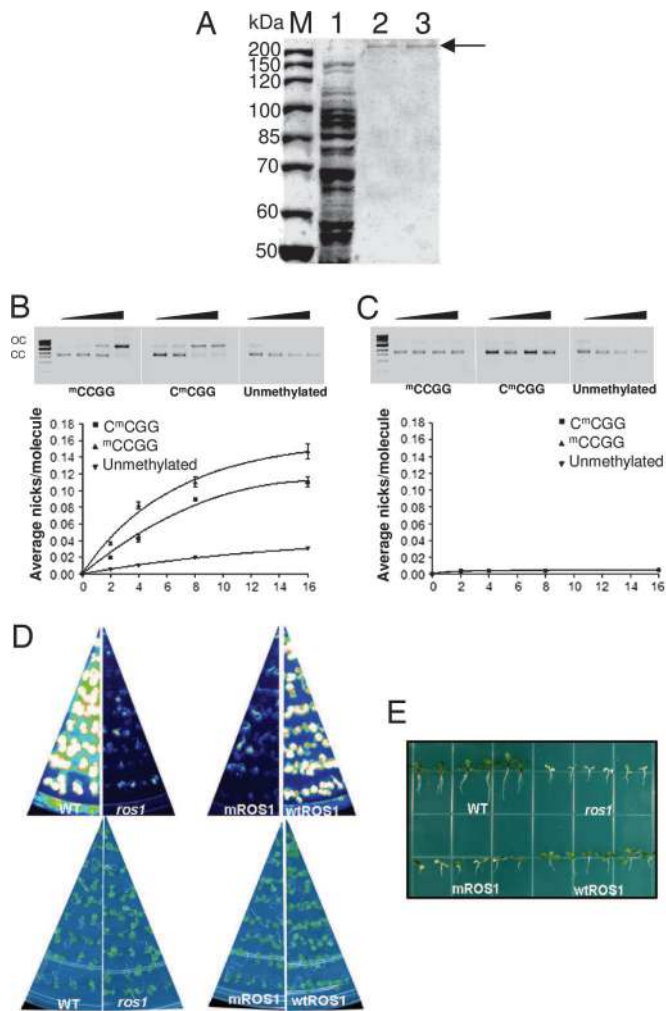 A
kDa M 1 2 3
200
150
120
100
85
70
60
50
B
OC
CC
ᵐCCGG CᵐCGG Unmethylated
Average nicks/molecule
0.18
0.16
0.14
0.12
0.10
0.08
0.06
0.04
0.02
0.00
CᵐCGG
ᵐCCGG
Unmethylated
0 2 4 6 8 10 12 14 16
C
ᵐCCGG CᵐCGG Unmethylated
Average nicks/molecule
0.18
0.16
0.14
0.12
0.10
0.08
0.06
0.04
0.02
0.00
CᵐCGG
ᵐCCGG
Unmethylated
0 2 4 6 8 10 12 14 16
D
WT ros1
mROS1 wtROS1
WT ros1
mROS1 wtROS1
E
WT ros1
mROS1 wtROS1